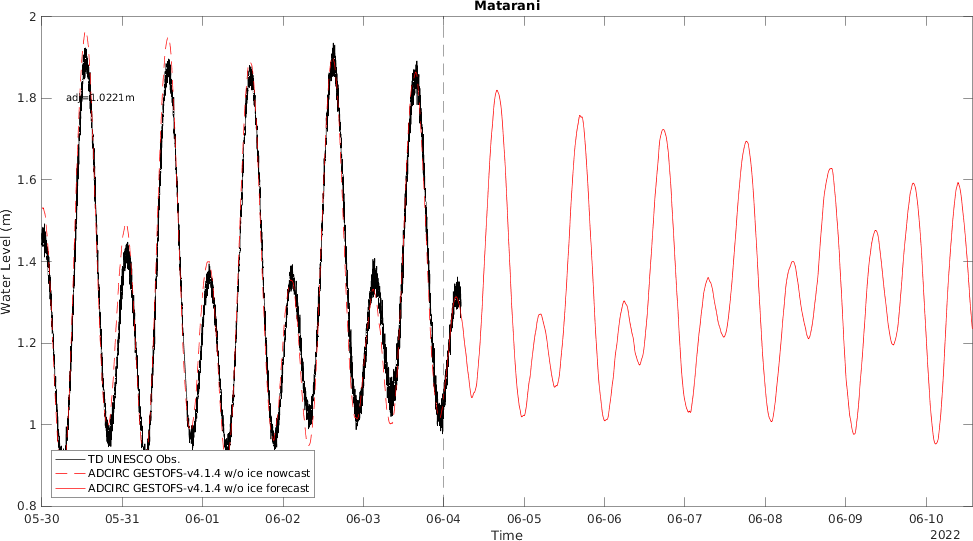 Matarani
Water Level (m)
2
1.8
1.6
1.4
1.2
1
0.8
adj=1.0221m
TD UNESCO Obs.
ADCIRC GESTOFS-v4.1.4 w/o ice nowcast
ADCIRC GESTOFS-v4.1.4 w/o ice forecast
05-30 05-31 06-01 06-02 06-03 06-04 06-05 06-06 06-07 06-08 06-09 06-10
Time
2022